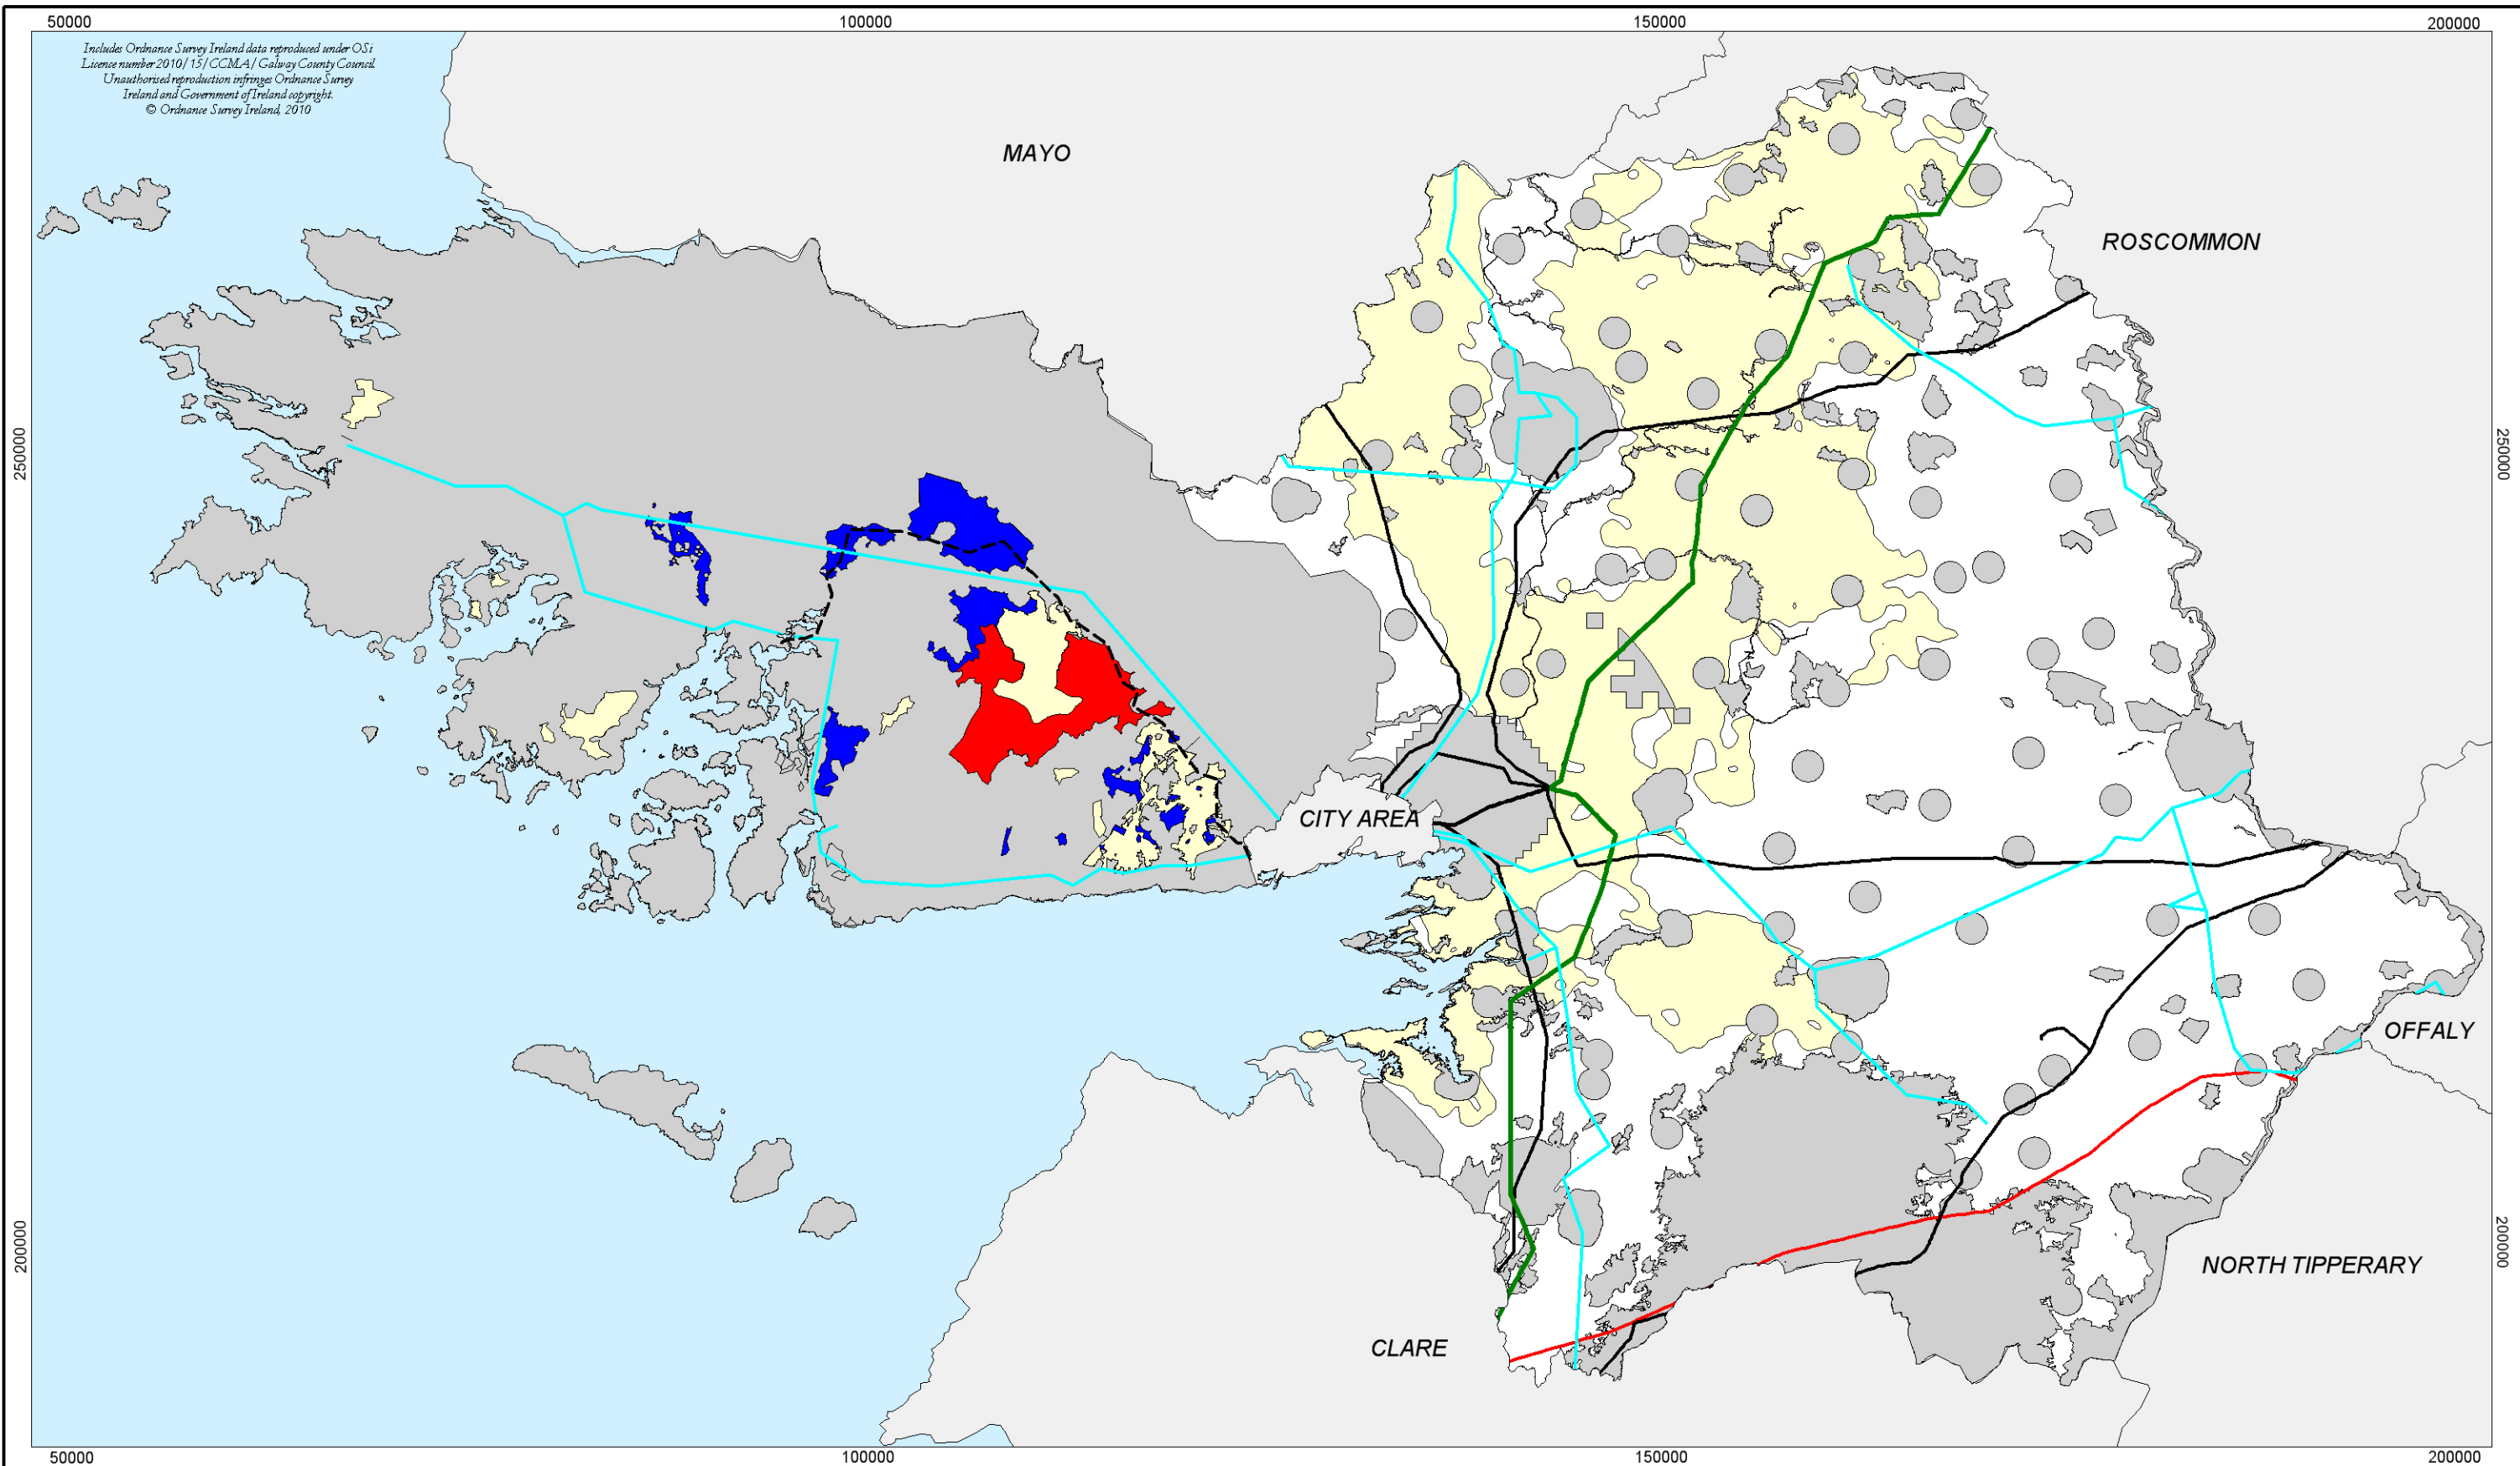 50000 100000 150000 200000
Includes Ordnance Survey Ireland data reproduced under OSi
Licence number 2010/15/CCMA/ Galway County Council.
Unauthorised reproduction infringes Ordnance Survey
Ireland and Government of Ireland copyright.
© Ordnance Survey Ireland, 2010
MAYO
ROSCOMMON
250000
250000
CITY AREA
OFFALY
200000
200000
NORTH TIPPERARY
CLARE
50000 100000 150000 200000